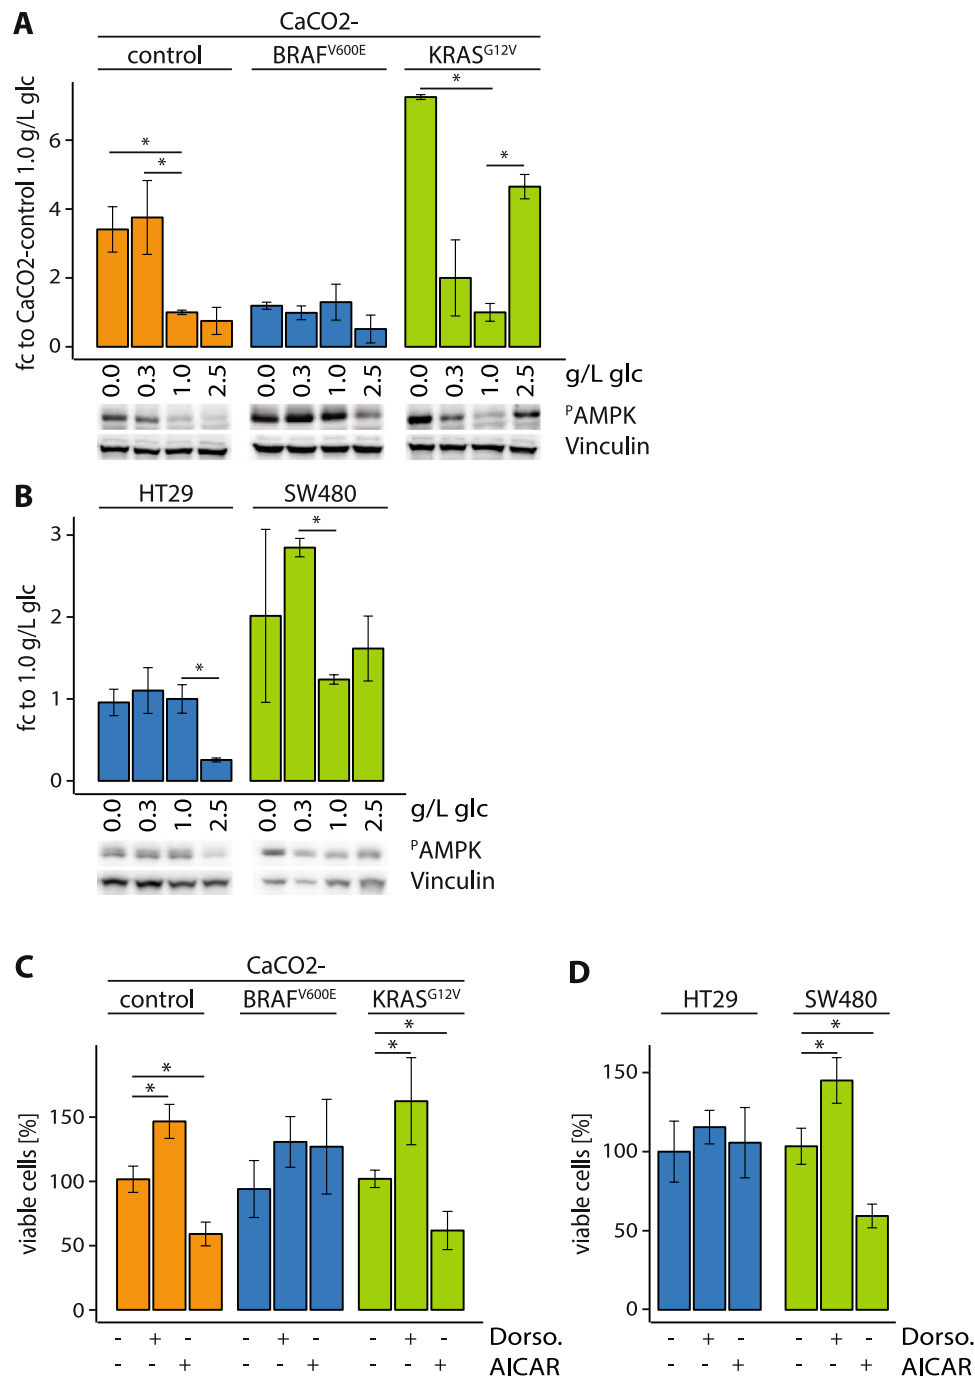 A
CaCO2-
control BRAFV600E KRASG12V
fc to CaCO2-control 1.0 g/L glc
6
4
2
0
* * * *
0.0 0.3 1.0 2.5 0.0 0.3 1.0 2.5 0.0 0.3 1.0 2.5 g/L glc
PAMPK
Vinculin
B
HT29 SW480
fc to 1.0 g/L glc
3
2
1
0
* *
0.0 0.3 1.0 2.5 0.0 0.3 1.0 2.5 g/L glc
PAMPK
Vinculin
C
CaCO2-
control BRAFV600E KRASG12V
viable cells [%]
150
100
50
0
* * * *
- + - - + - - + - Dorso.
- - + - - + - - + AICAR
D
HT29 SW480
viable cells [%]
150
100
50
0
* *
- + - - + - Dorso.
- - + - - + AICAR